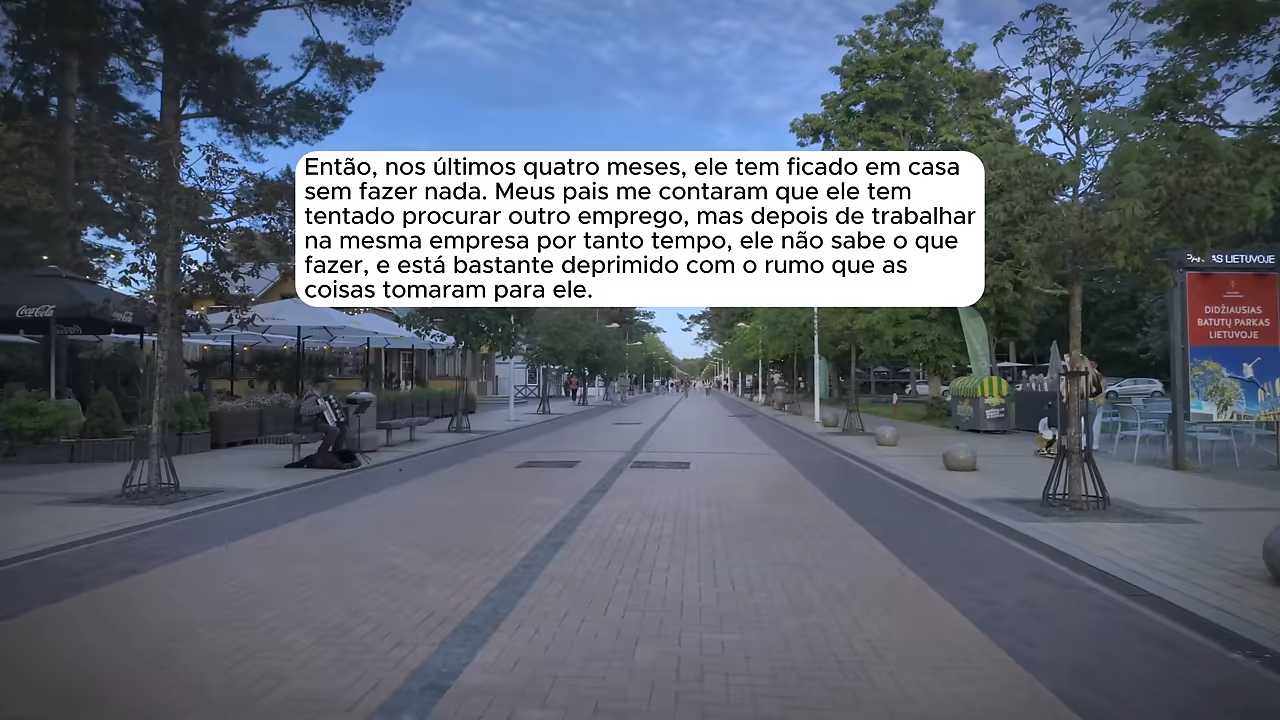 Então, nos últimos quatro meses, ele tem ficado em casa
sem fazer nada. Meus pais me contaram que ele tem
tentado procurar outro emprego, mas depois de trabalhar
na mesma empresa por tanto tempo, ele não sabe o que
fazer, e está bastante deprimido com o rumo que as
coisas tomaram para ele.
AS LIETUVOJE
Coca-Cola
DIDŽIAUSIAS
BATUTŲ PARKAS
LIETUVOJE